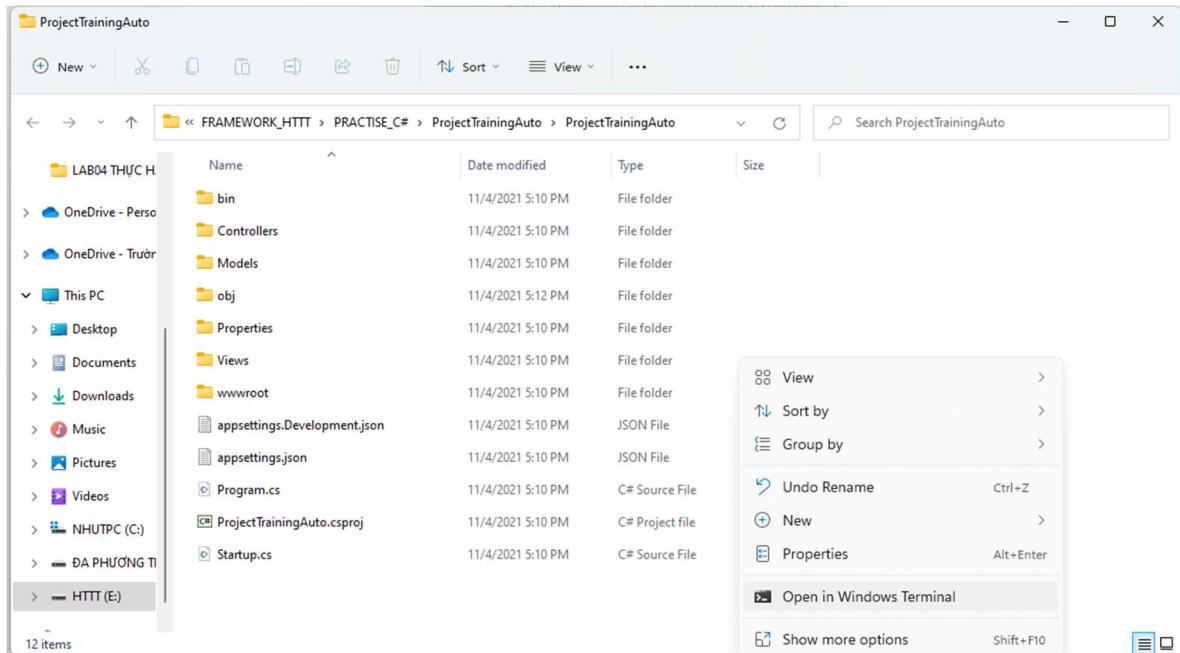 ProjectTrainingAuto
New Sort View ...
« FRAMEWORK_HTTT > PRACTISE_C# > ProjectTrainingAuto > ProjectTrainingAuto Search ProjectTrainingAuto
Name Date modified Type Size
LAB04 THỰC H
OneDrive - Perso
OneDrive - Trườn
This PC
Desktop
Documents
Downloads
Music
Pictures
Videos
NHUTPC (C:)
ĐA PHƯƠNG TI
HTTT (E:)
bin 11/4/2021 5:10 PM File folder
Controllers 11/4/2021 5:10 PM File folder
Models 11/4/2021 5:10 PM File folder
obj 11/4/2021 5:12 PM File folder
Properties 11/4/2021 5:10 PM File folder
Views 11/4/2021 5:10 PM File folder
wwwroot 11/4/2021 5:10 PM File folder
appsettings.Development.json 11/4/2021 5:10 PM JSON File
appsettings.json 11/4/2021 5:10 PM JSON File
Program.cs 11/4/2021 5:10 PM C# Source File
ProjectTrainingAuto.csproj 11/4/2021 5:10 PM C# Project file
Startup.cs 11/4/2021 5:10 PM C# Source File
View
Sort by
Group by
Undo Rename Ctrl+Z
New
Properties Alt+Enter
Open in Windows Terminal
Show more options Shift+F10
12 items